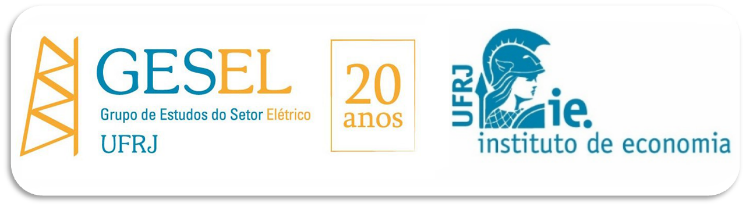 GESEL
Grupo de Estudos do Setor Elétrico
UFRJ
20
anos
UFRJ
ie.
instituto de economia